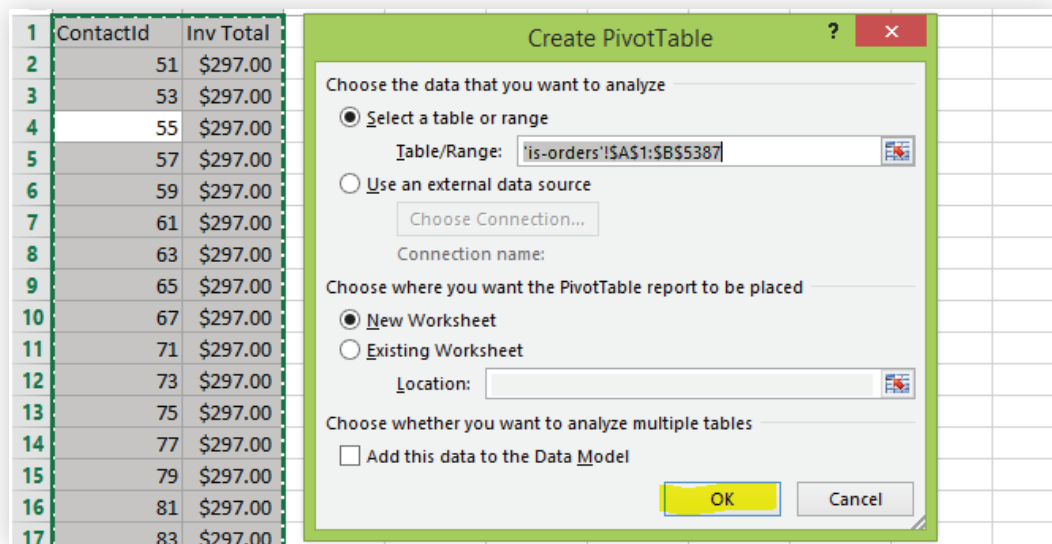 1 ContactId Inv Total
2 51 $297.00
3 53 $297.00
4 55 $297.00
5 57 $297.00
6 59 $297.00
7 61 $297.00
8 63 $297.00
9 65 $297.00
10 67 $297.00
11 71 $297.00
12 73 $297.00
13 75 $297.00
14 77 $297.00
15 79 $297.00
16 81 $297.00
17 83 $297.00
Create PivotTable ? ×
Choose the data that you want to analyze
Select a table or range
Table/Range: 'is-orders'!$A$1:$B$5387
Use an external data source
Choose Connection...
Connection name:
Choose where you want the PivotTable report to be placed
New Worksheet
Existing Worksheet
Location:
Choose whether you want to analyze multiple tables
Add this data to the Data Model
OK Cancel